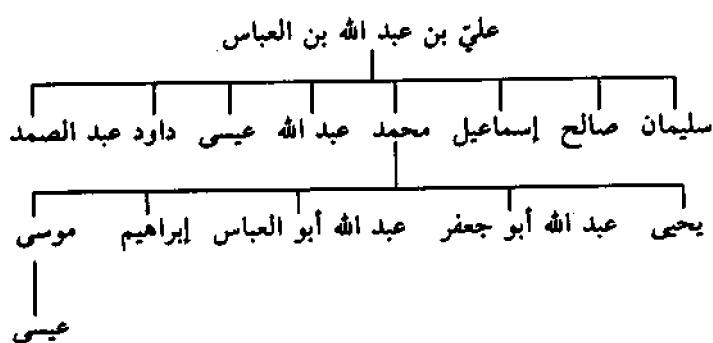 عليّ بن عبد الله بن العباس
سليمان صالح إسماعيل محمد عبد الله عيسى داود عبد الصمد
يحيى عبد الله أبو جعفر عبد الله أبو العباس إبراهيم موسى
عيسى